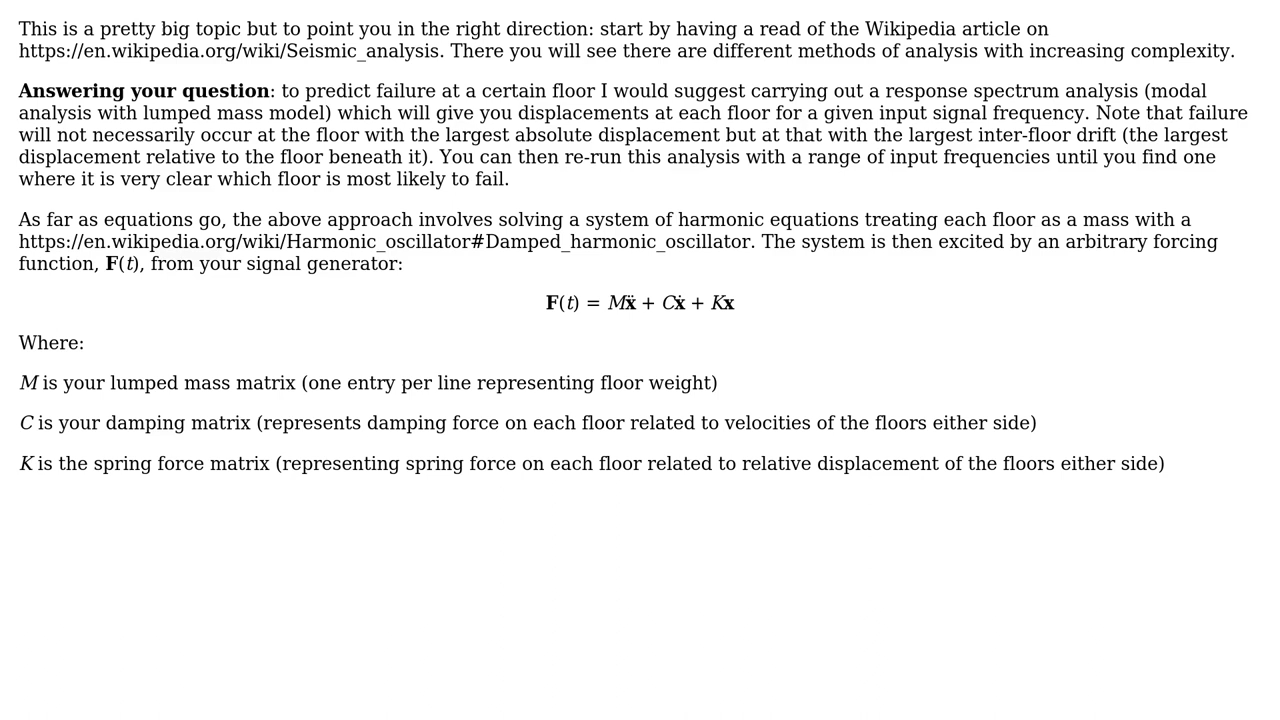 This is a pretty big topic but to point you in the right direction: start by having a read of the Wikipedia article on
https://en.wikipedia.org/wiki/Seismic_analysis. There you will see there are different methods of analysis with increasing complexity.
Answering your question: to predict failure at a certain floor I would suggest carrying out a response spectrum analysis (modal
analysis with lumped mass model) which will give you displacements at each floor for a given input signal frequency. Note that failure
will not necessarily occur at the floor with the largest absolute displacement but at that with the largest inter-floor drift (the largest
displacement relative to the floor beneath it). You can then re-run this analysis with a range of input frequencies until you find one
where it is very clear which floor is most likely to fail.
As far as equations go, the above approach involves solving a system of harmonic equations treating each floor as a mass with a
https://en.wikipedia.org/wiki/Harmonic_oscillator#Damped_harmonic_oscillator. The system is then excited by an arbitrary forcing
function, F(t), from your signal generator:
F(t) = Mẍ + Cẋ + Kx
Where:
M is your lumped mass matrix (one entry per line representing floor weight)
C is your damping matrix (represents damping force on each floor related to velocities of the floors either side)
K is the spring force matrix (representing spring force on each floor related to relative displacement of the floors either side)